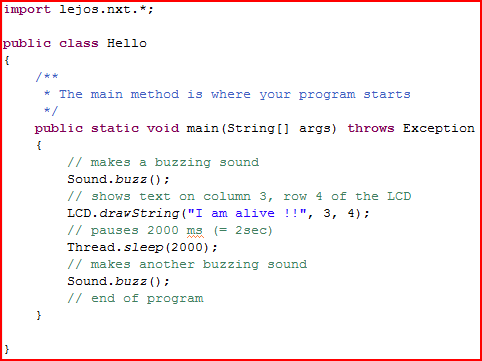 import lejos.nxt.*;

public class Hello
{
    /**
     * The main method is where your program starts
     */
    public static void main(String[] args) throws Exception
    {
        // makes a buzzing sound
        Sound.buzz();
        // shows text on column 3, row 4 of the LCD
        LCD.drawString("I am alive !!", 3, 4);
        // pauses 2000 ms (= 2sec)
        Thread.sleep(2000);
        // makes another buzzing sound
        Sound.buzz();
        // end of program
    }

}